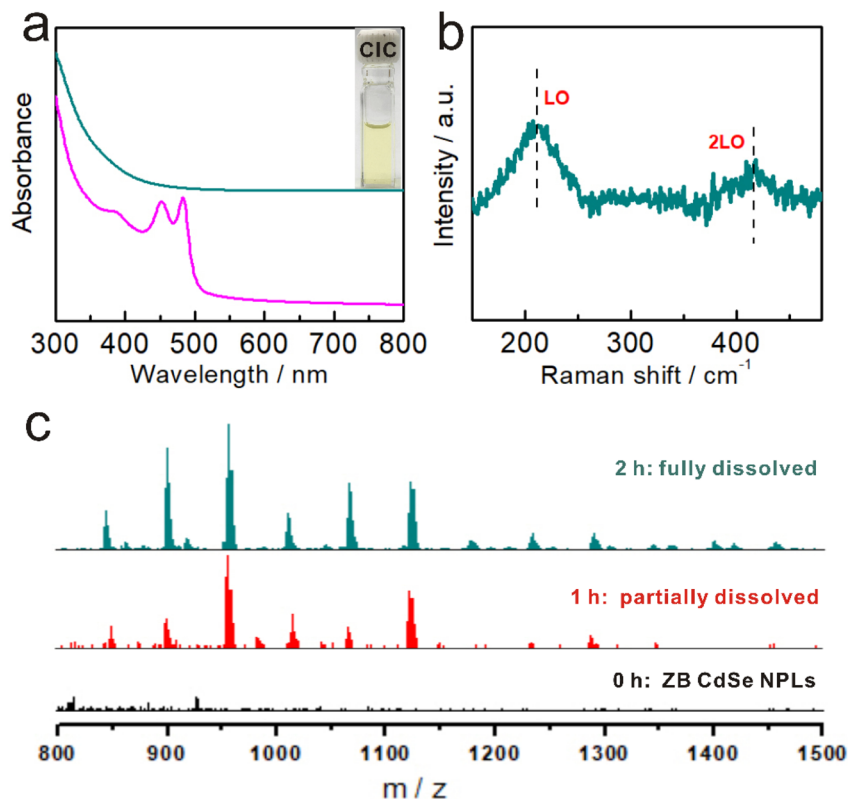 a
CIC
Absorbance
300 400 500 600 700 800
Wavelength / nm
b
LO
2LO
Intensity / a.u.
200 300 400
Raman shift / cm⁻¹
c
2 h: fully dissolved
1 h: partially dissolved
0 h: ZB CdSe NPLs
800 900 1000 1100 1200 1300 1400 1500
m / z